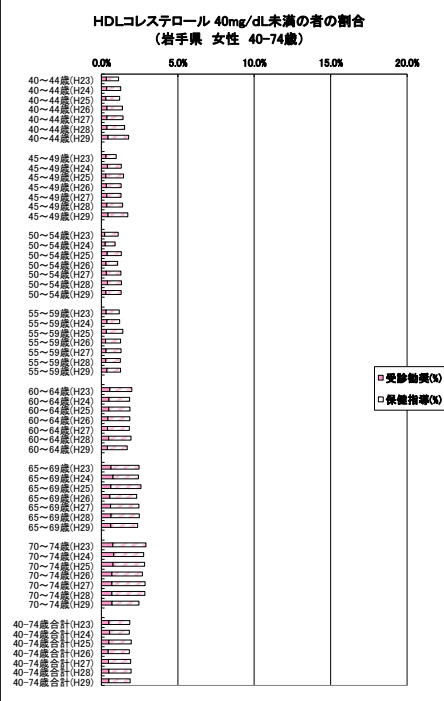 HDLコレステロール 40mg/dL未満の者の割合
(岩手県 女性 40-74歳)
0.0% 5.0% 10.0% 15.0% 20.0%
40～44歳(H23)
40～44歳(H24)
40～44歳(H25)
40～44歳(H26)
40～44歳(H27)
40～44歳(H28)
40～44歳(H29)
45～49歳(H23)
45～49歳(H24)
45～49歳(H25)
45～49歳(H26)
45～49歳(H27)
45～49歳(H28)
45～49歳(H29)
50～54歳(H23)
50～54歳(H24)
50～54歳(H25)
50～54歳(H26)
50～54歳(H27)
50～54歳(H28)
50～54歳(H29)
55～59歳(H23)
55～59歳(H24)
55～59歳(H25)
55～59歳(H26)
55～59歳(H27)
55～59歳(H28)
55～59歳(H29)
60～64歳(H23)
60～64歳(H24)
60～64歳(H25)
60～64歳(H26)
60～64歳(H27)
60～64歳(H28)
60～64歳(H29)
65～69歳(H23)
65～69歳(H24)
65～69歳(H25)
65～69歳(H26)
65～69歳(H27)
65～69歳(H28)
65～69歳(H29)
70～74歳(H23)
70～74歳(H24)
70～74歳(H25)
70～74歳(H26)
70～74歳(H27)
70～74歳(H28)
70～74歳(H29)
40-74歳合計(H23)
40-74歳合計(H24)
40-74歳合計(H25)
40-74歳合計(H26)
40-74歳合計(H27)
40-74歳合計(H28)
40-74歳合計(H29)
受診勧奨(%)
保健指導(%)